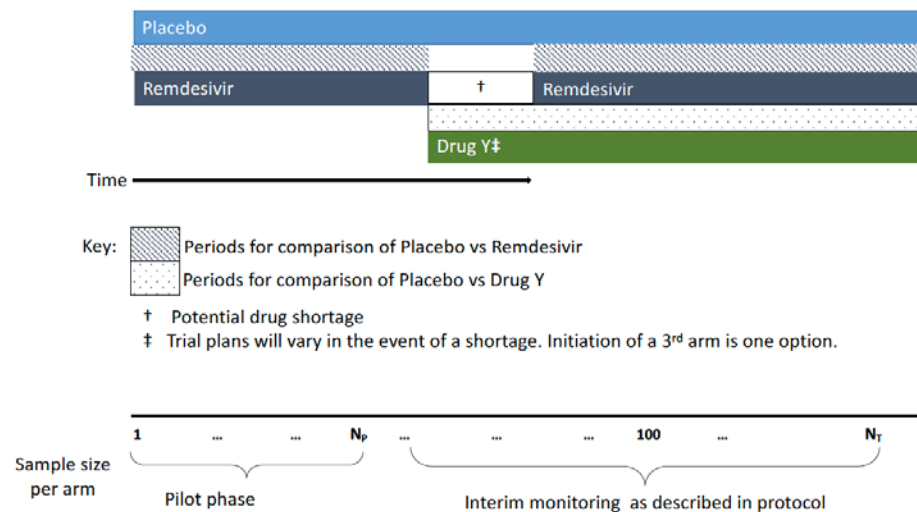 Placebo
Remdesivir † Remdesivir
Drug Y‡
Time
Key:
Periods for comparison of Placebo vs Remdesivir
Periods for comparison of Placebo vs Drug Y
† Potential drug shortage
‡ Trial plans will vary in the event of a shortage. Initiation of a 3rd arm is one option.
1 ... ... NP ... ... ... 100 ... NT
Sample size
per arm
Pilot phase
Interim monitoring as described in protocol